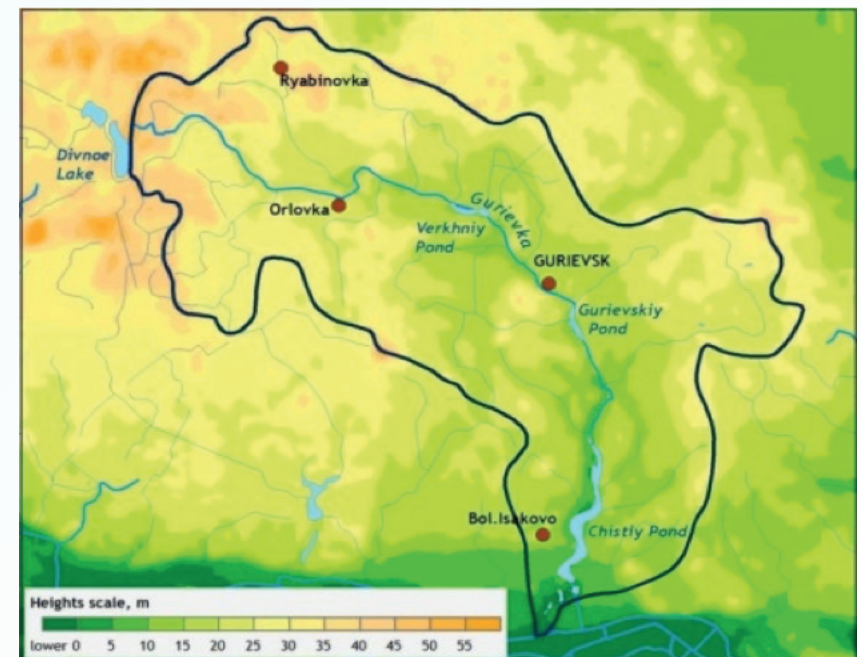 Ryabinovka
Divnoe
Lake
Orlovka
Gurievka
Verkhniy
Pond
GURIEVSK
Gurievskiy
Pond
Bol.Isakovo
Chistiy Pond
Heights scale, m
lower 0 5 10 15 20 25 30 35 40 45 50 55